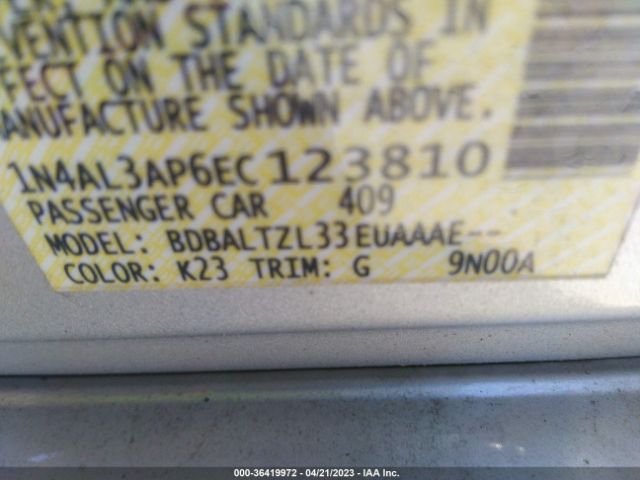 VENTION STANDARDS IN
FECT ON THE DATE OF
ANUFACTURE SHOWN ABOVE.
1N4AL3AP6EC123810
PASSENGER CAR 409
MODEL: BDBALTZL33EUAAAE--
COLOR: K23 TRIM: G 9N00A
000-36419972 - 04/21/2023 - IAA Inc.